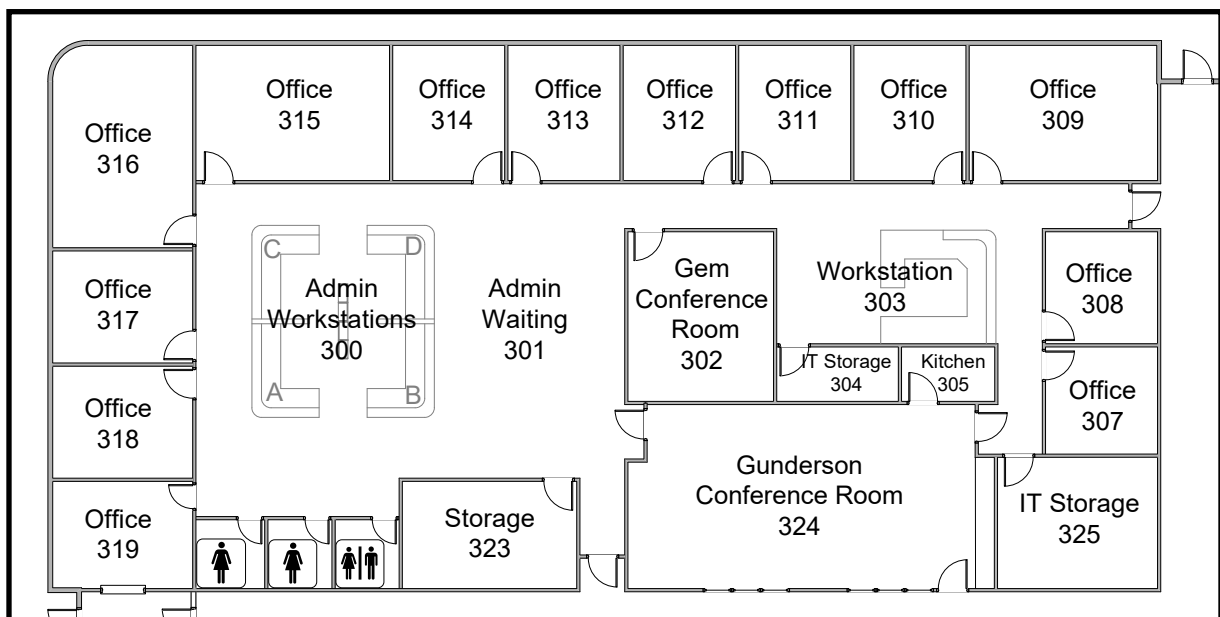 Office
315
Office
314
Office
313
Office
312
Office
311
Office
310
Office
309
Office
316
C
D
Admin
Workstations
300
A
B
Admin
Waiting
301
Gem
Conference
Room
302
Workstation
303
Office
308
Office
317
IT Storage
304
Kitchen
305
Office
307
Office
318
Gunderson
Conference Room
324
IT Storage
325
Office
319
Storage
323